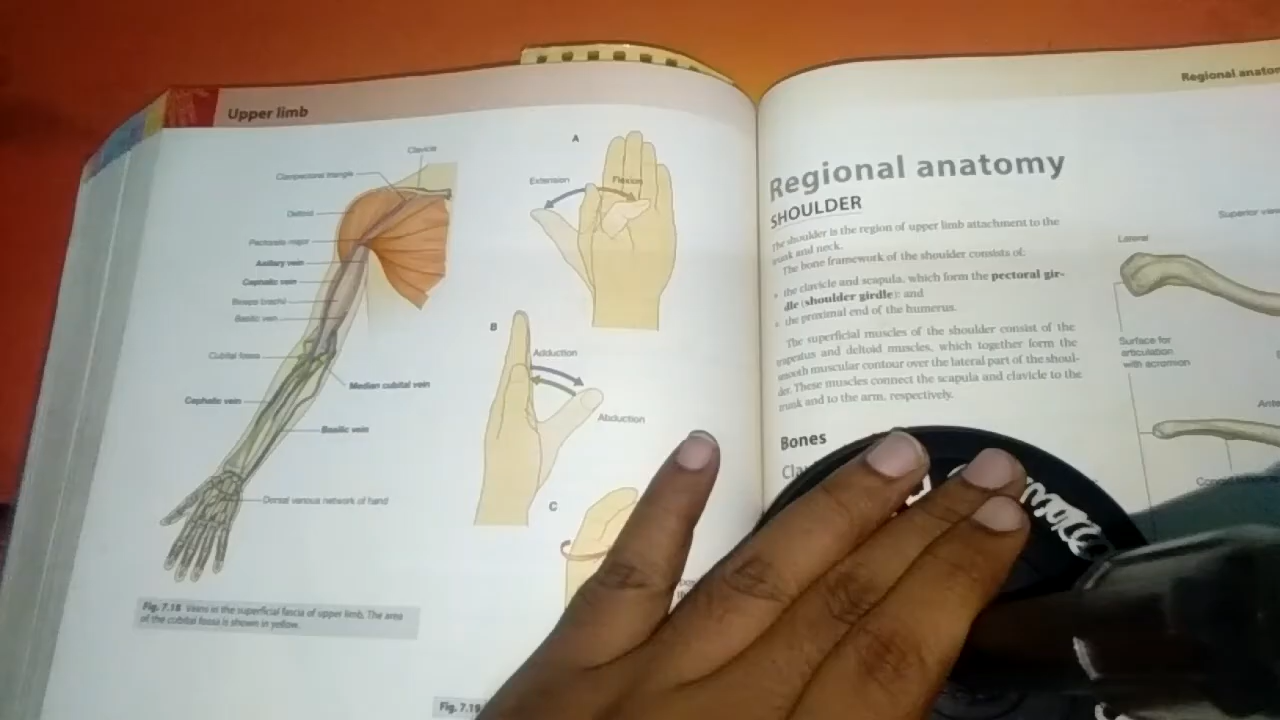 Upper limb
Clavicle
Clavipectoral triangle
Deltoid
Pectoralis major
Axillary vein
Cephalic vein
Biceps brachii
Basilic vein
Cubital fossa
Median cubital vein
Cephalic vein
Basilic vein
Dorsal venous network of hand
Fig. 7.18 Veins in the superficial fascia of upper limb. The area
of the cubital fossa is shown in yellow.
A
Extension
Flexion
B
Adduction
Abduction
C
Fig. 7.19
Regional
Regional anatomy
SHOULDER
The shoulder is the region of upper limb attachment to the
trunk and neck.
The bone framework of the shoulder consists of:
• the clavicle and scapula, which form the pectoral gir-
dle (shoulder girdle); and
• the proximal end of the humerus.
The superficial muscles of the shoulder consist of the
trapezius and deltoid muscles, which together form the
smooth muscular contour over the lateral part of the shoul-
der. These muscles connect the scapula and clavicle to the
trunk and to the arm, respectively.
Bones
Superior
Lateral
Surface for
articulation
with acromion